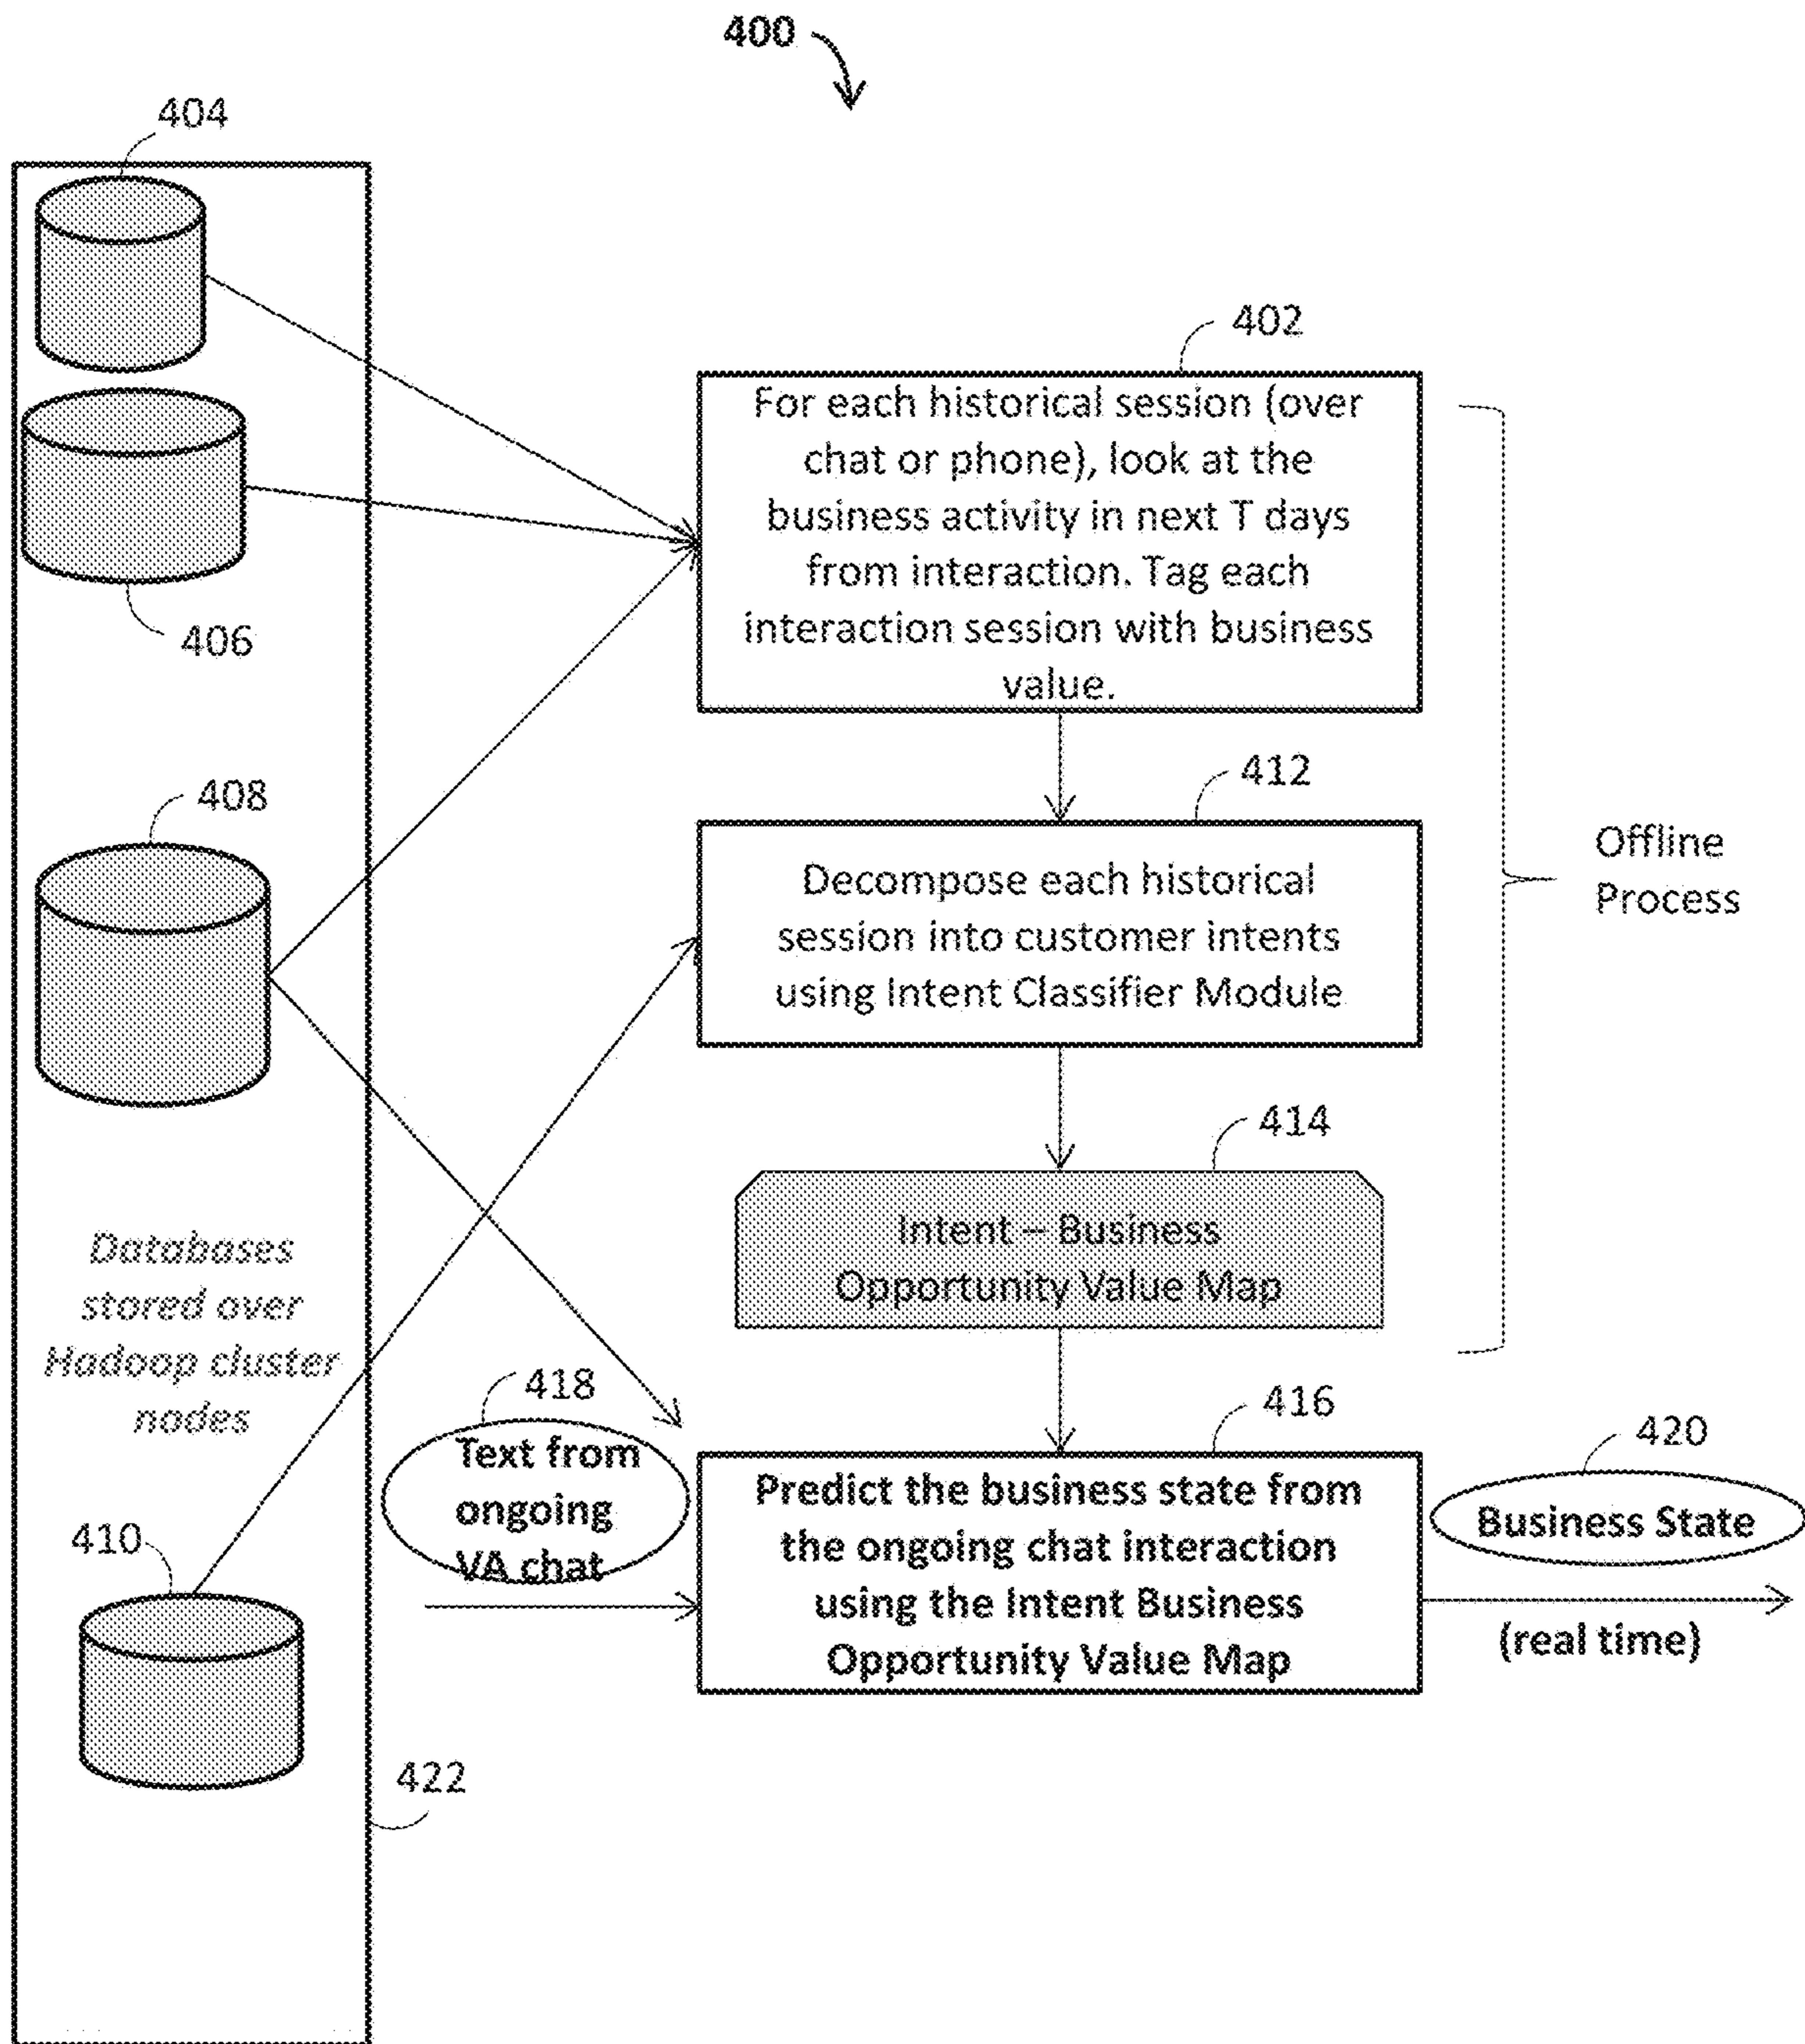 400
404
402
For each historical session (over
chat or phone), look at the
business activity in next T days
from interaction. Tag each
interaction session with business
value.
406
412
408
Decompose each historical
session into customer intents
using Intent Classifier Module
Offline
Process
414
Intent – Business
Opportunity Value Map
Databases
stored over
Hadoop cluster
nodes
418
Text from
ongoing
VA chat
416
Predict the business state from
the ongoing chat interaction
using the Intent Business
Opportunity Value Map
420
Business State
(real time)
410
422